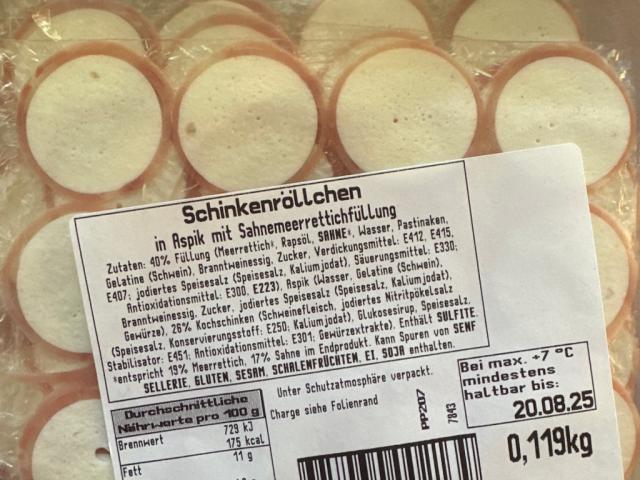 Schinkenröllchen
in Aspik mit Sahnemeerrettichfüllung
Zutaten: 40% Füllung (Meerrettich*, Rapsöl, SAHNE*, Wasser, Pastinaken,
Gelatine (Schwein), Branntweinessig, Zucker, Verdickungsmittel: E412, E415,
E407; jodiertes Speisesalz (Speisesalz, Kaliumjodat), Säuerungsmittel: E330;
Antioxidationsmittel: E300, E223), Aspik (Wasser, Gelatine (Schwein),
Branntweinessig, Zucker, jodiertes Speisesalz (Speisesalz, Kaliumjodat),
Gewürze), 26% Kochschinken (Schweinefleisch, jodiertes Nitritpökelsalz
(Speisesalz, Konservierungsstoff: E250; Kaliumjodat), Glukosesirup, Speisesalz,
Stabilisator: E451; Antioxidationsmittel: E301; Gewürzextrakte). Enthält SULFITE.
*entspricht 19% Meerrettich, 17% Sahne im Endprodukt. Kann Spuren von SENF
SELLERIE, GLUTEN, SESAM, SCHALENFRÜCHTEN, EI, SOJA enthalten.
Durchschnittliche
Nährwerte pro 100 g
Brennwert 729 kJ
175 kcal
Fett 11 g
Unter Schutzatmosphäre verpackt.
Charge siehe Folienrand
PP207
7843
Bei max. +7 °C
mindestens
haltbar bis:
20.08.25
0,119kg